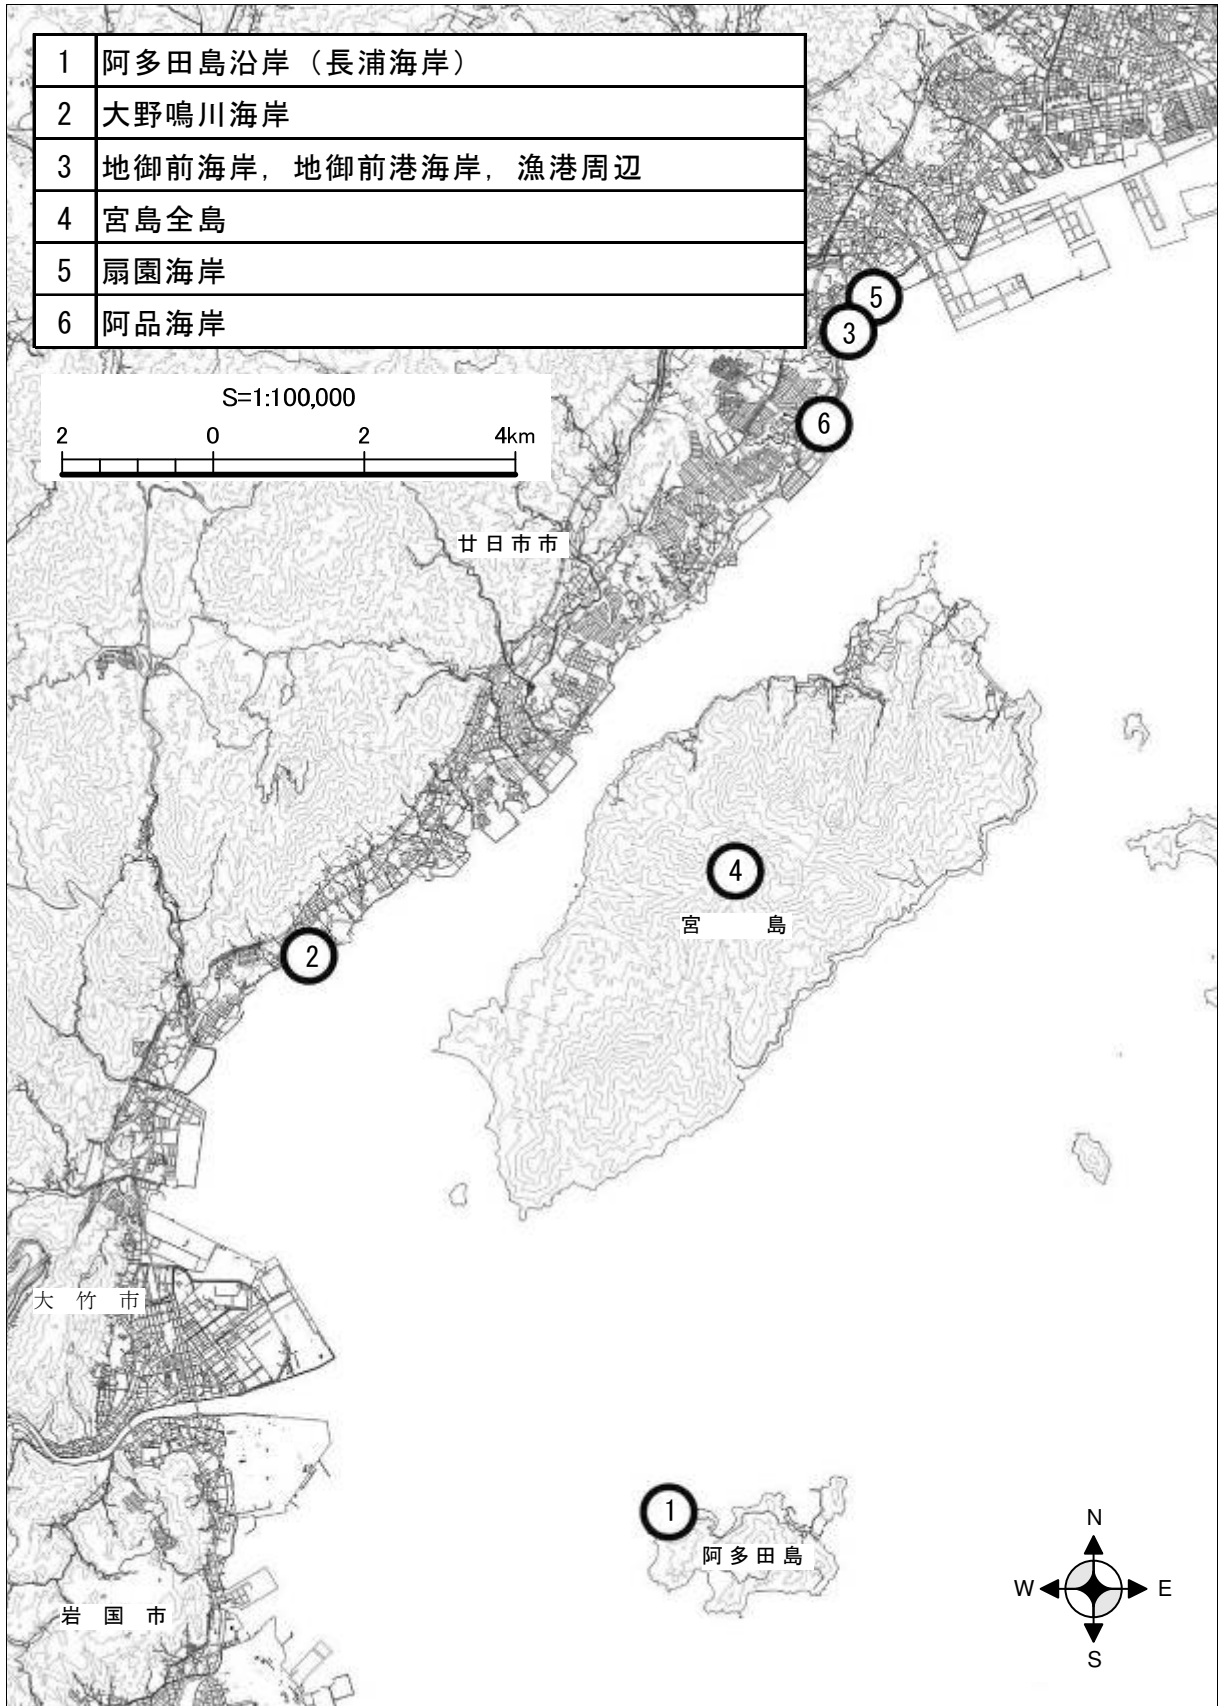 1 阿多田島沿岸（長浦海岸）
2 大野鳴川海岸
3 地御前海岸，地御前港海岸，漁港周辺
4 宮島全島
5 扇園海岸
6 阿品海岸
S=1:100,000
2 0 2 4km
5
3
6
廿日市市
4
宮島
2
大竹市
1
阿多田島
岩国市
N
W E
S